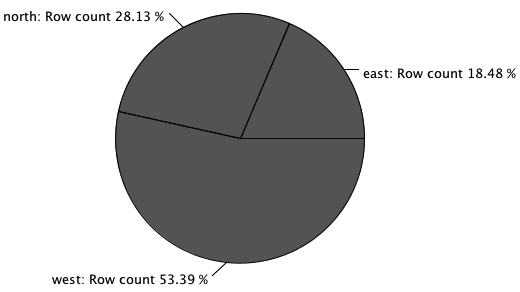 north: Row count 28.13 %
east: Row count 18.48 %
west: Row count 53.39 %